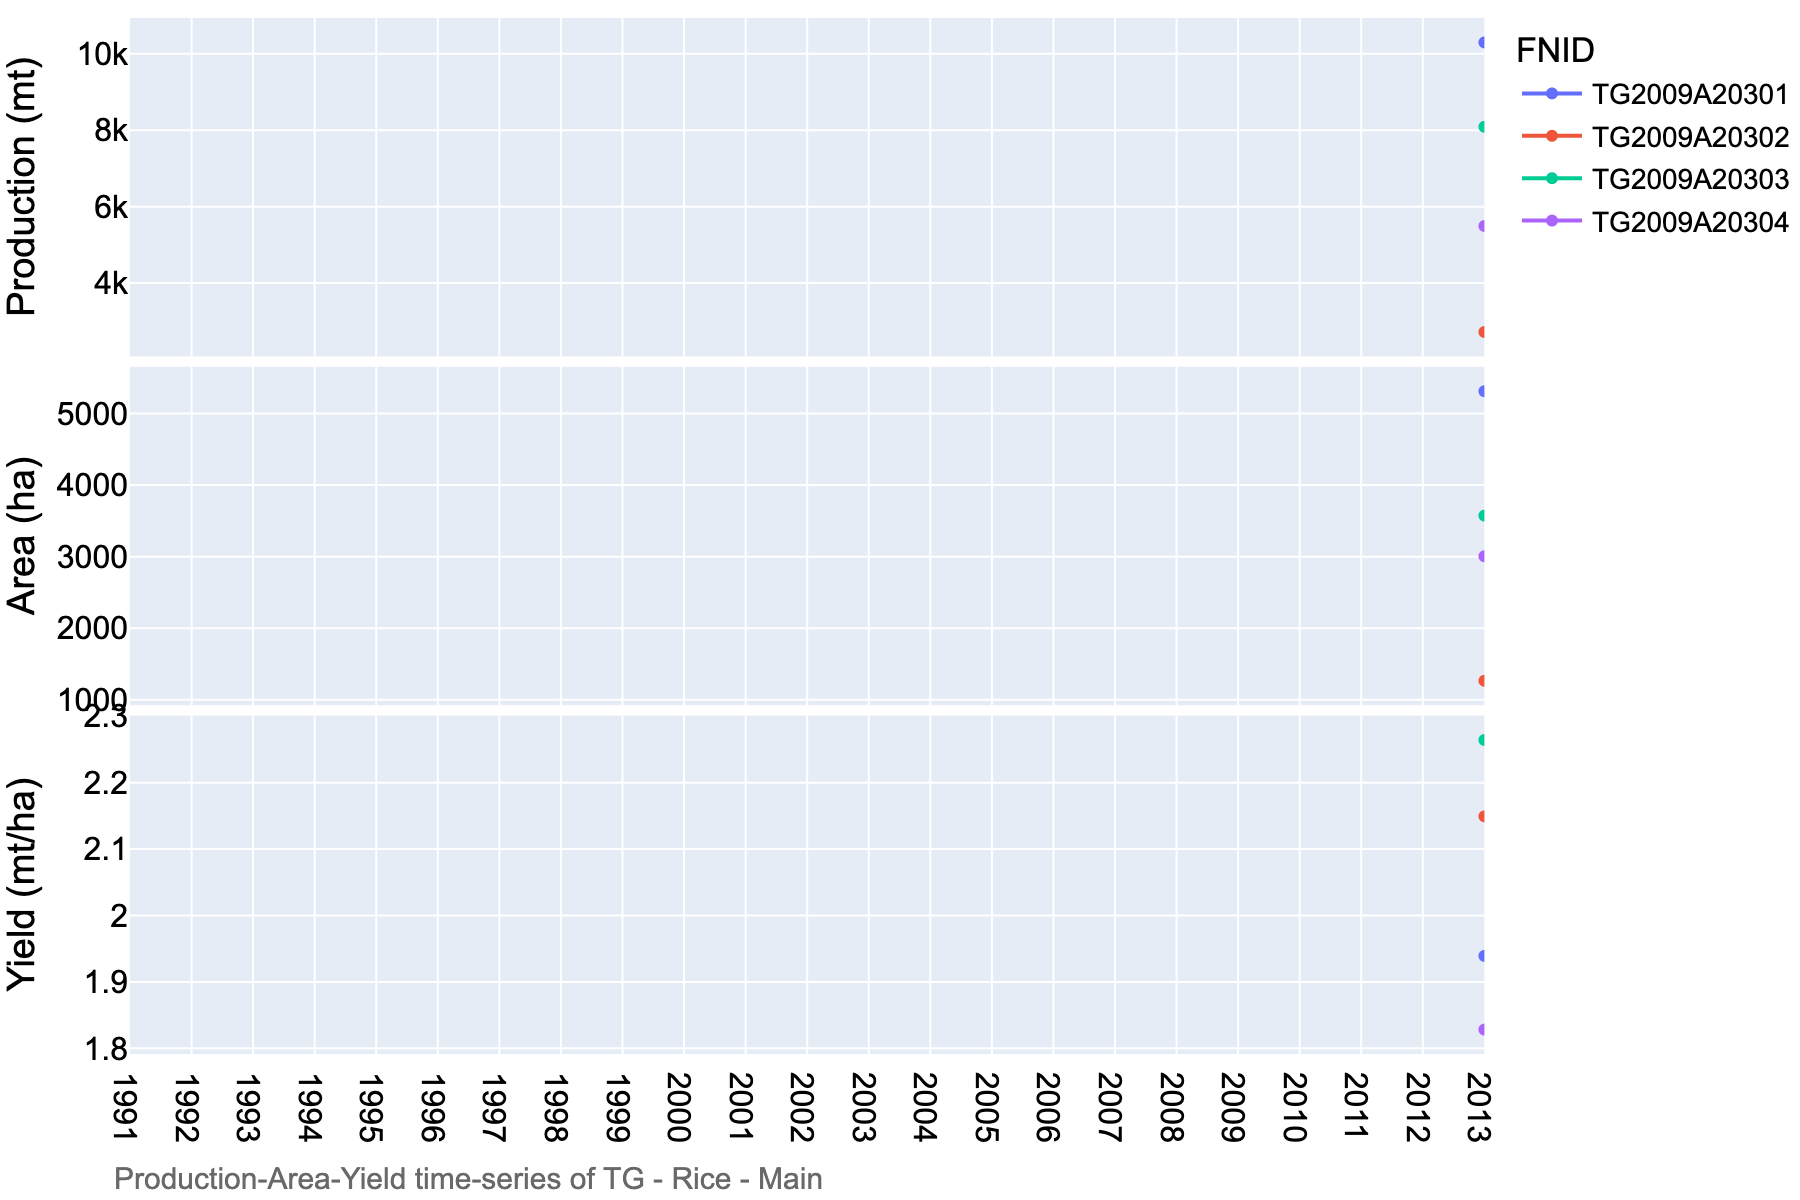 Production (mt)
10k
8k
6k
4k
Area (ha)
5000
4000
3000
2000
1000
Yield (mt/ha)
2.3
2.2
2.1
2
1.9
1.8
1991
1992
1993
1994
1995
1996
1997
1998
1999
2000
2001
2002
2003
2004
2005
2006
2007
2008
2009
2010
2011
2012
2013
FNID
TG2009A20301
TG2009A20302
TG2009A20303
TG2009A20304
Production-Area-Yield time-series of TG - Rice - Main